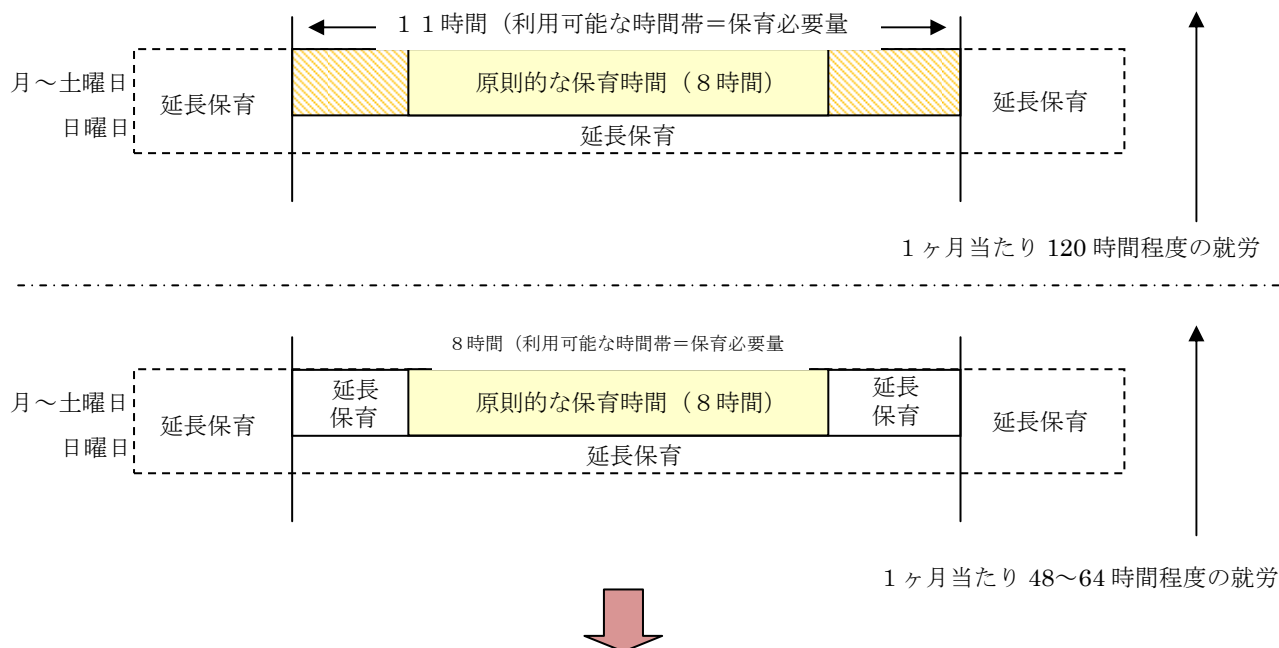 １１時間（利用可能な時間帯＝保育必要量
月～土曜日
日曜日
延長保育
原則的な保育時間（８時間）
延長保育
延長保育
１ヶ月当たり 120 時間程度の就労
８時間（利用可能な時間帯＝保育必要量
月～土曜日
日曜日
延長保育
延長
保育
原則的な保育時間（８時間）
延長
保育
延長保育
延長保育
１ヶ月当たり 48～64 時間程度の就労